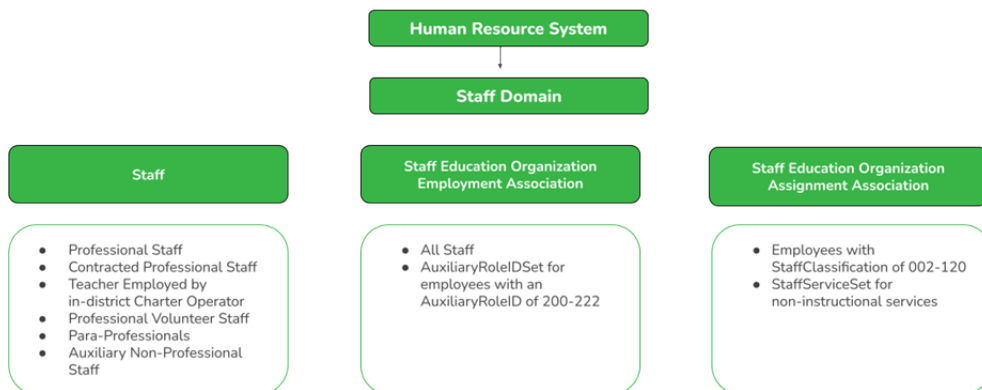 Human Resource System
Staff Domain
Staff
Staff Education Organization
Employment Association
Staff Education Organization
Assignment Association
● Professional Staff
● Contracted Professional Staff
● Teacher Employed by
in-district Charter Operator
● Professional Volunteer Staff
● Para-Professionals
● Auxiliary Non-Professional
Staff
● All Staff
● AuxiliaryRoleIDSet for
employees with an
AuxiliaryRoleID of 200-222
● Employees with
StaffClassification of 002-120
● StaffServiceSet for
non-instructional services